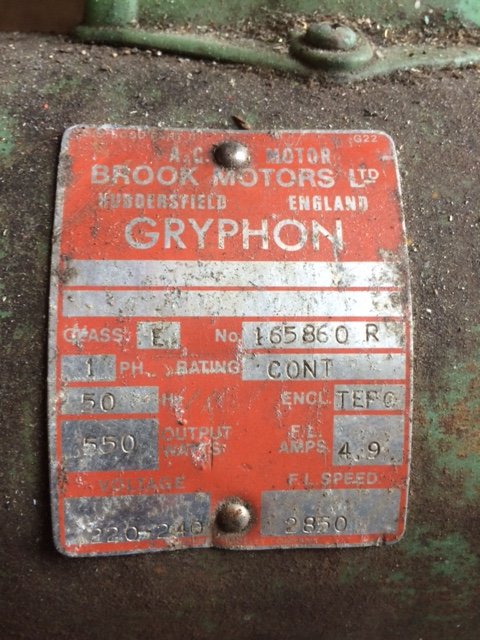 G22
A.C. MOTOR
BROOK MOTORS LTD
HUDDERSFIELD ENGLAND
GRYPHON
CLASS E No. 165860 R
1 PH. RATING CONT
50 ENCL. TEFC
550 OUTPUT WATTS F.L. AMPS 4.9
VOLTAGE F.L. SPEED
220-240 2850